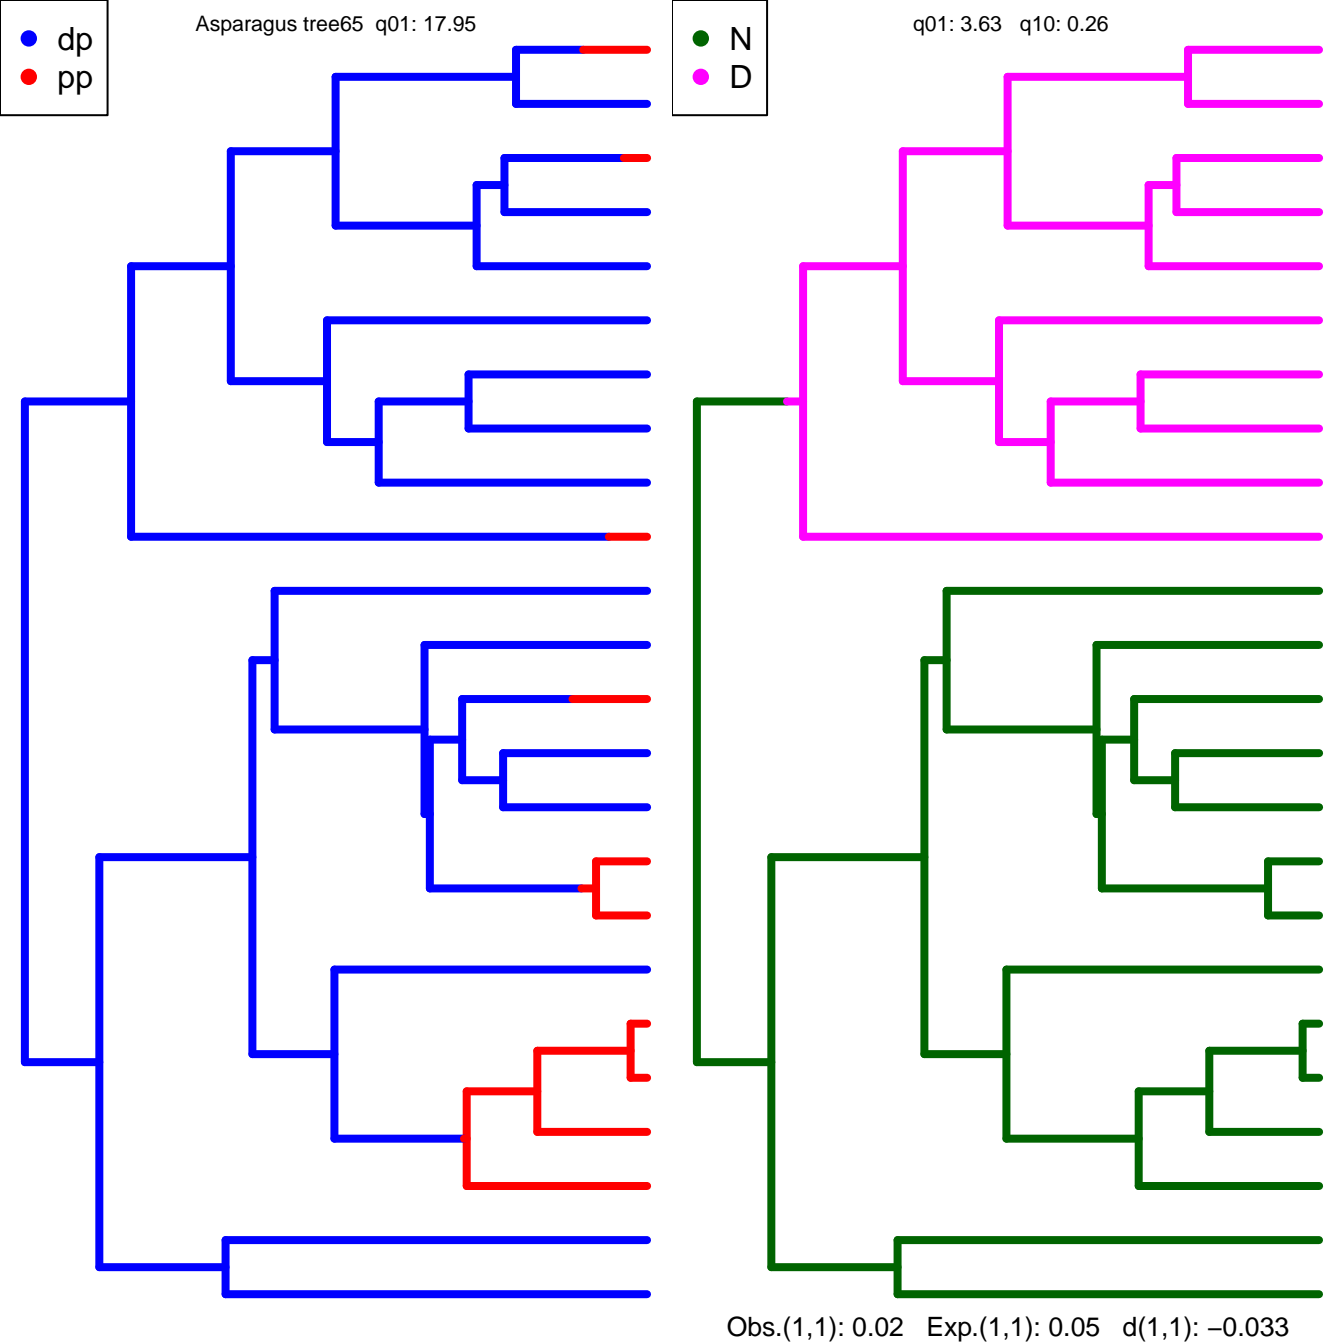 dp
pp
Asparagus tree65 q01: 17.95
N
D
q01: 3.63 q10: 0.26
Obs.(1,1): 0.02 Exp.(1,1): 0.05 d(1,1): −0.033